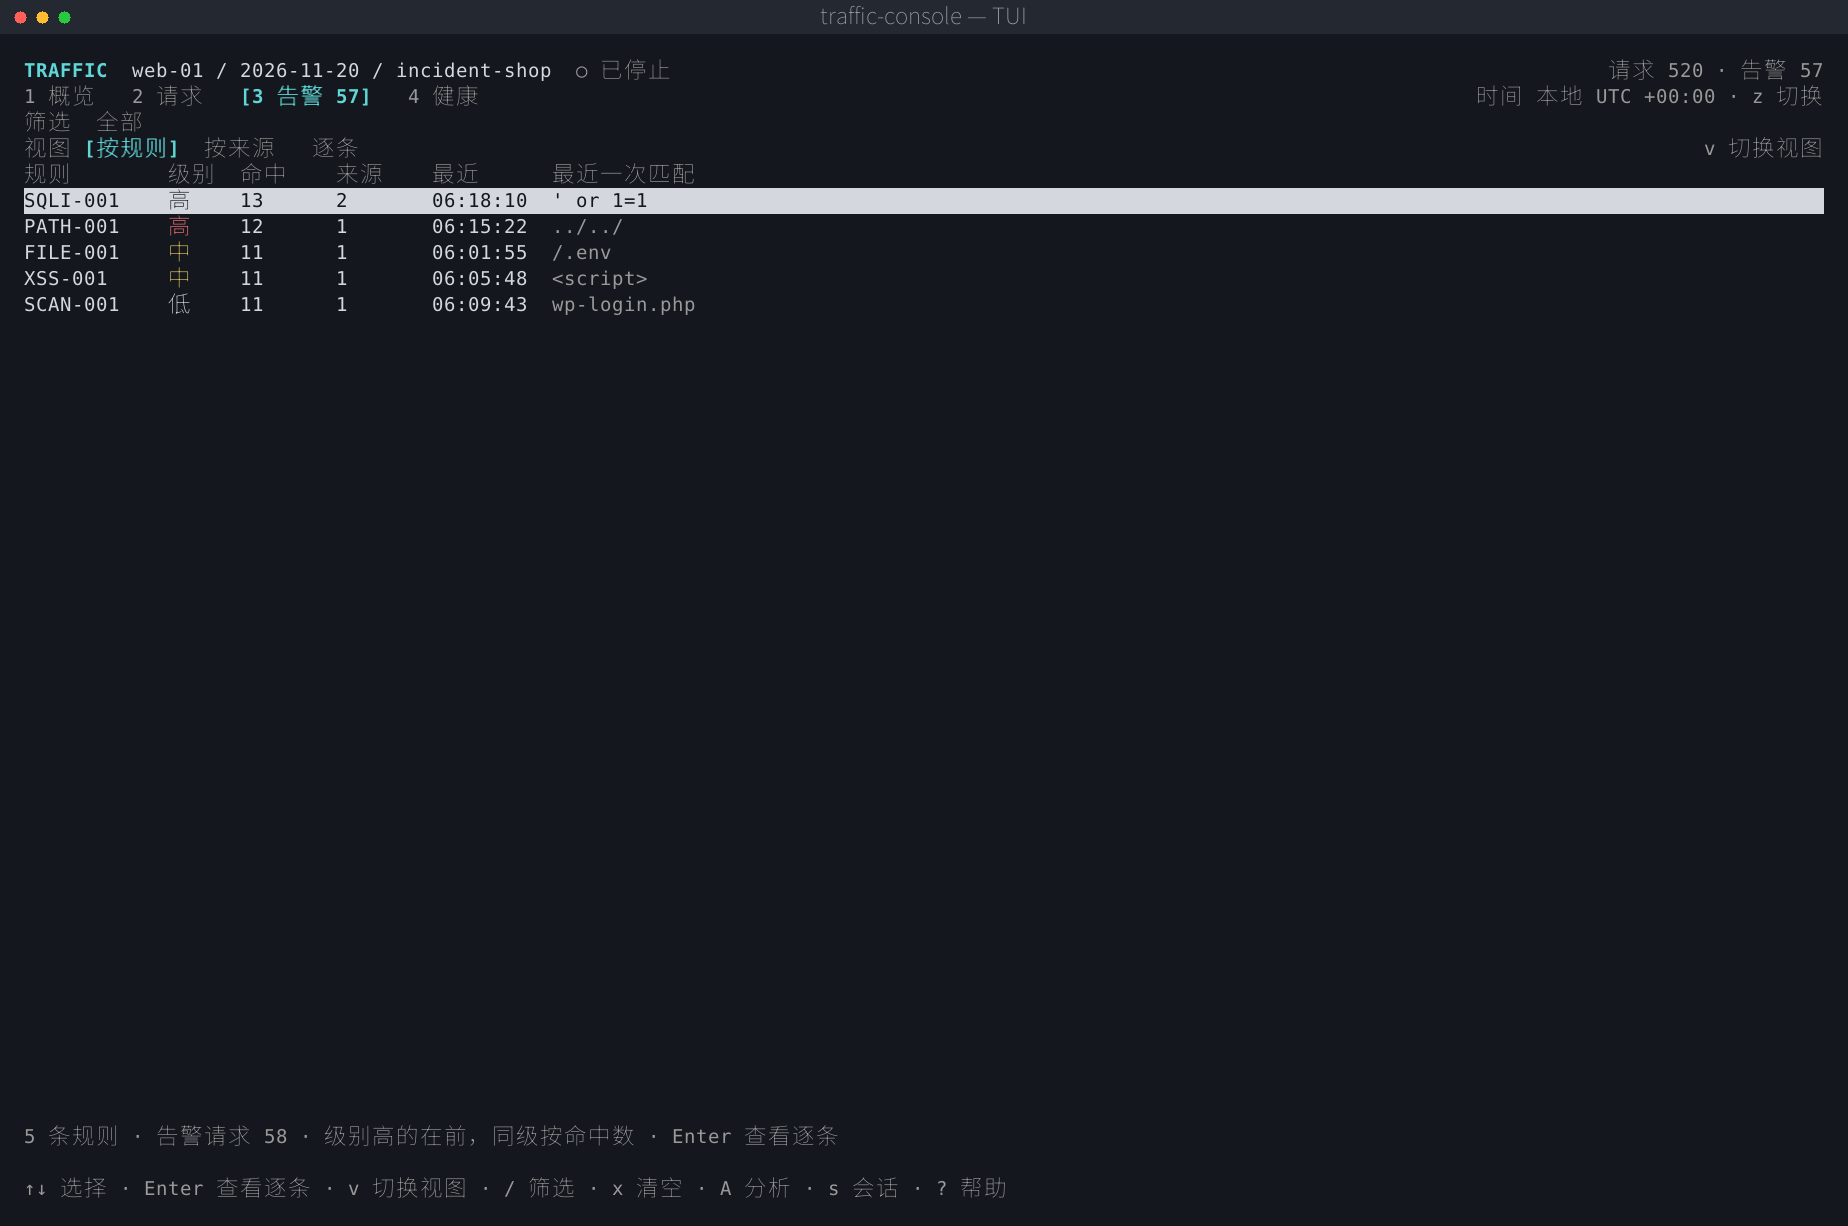 traffic-console — TUI
TRAFFIC web-01 / 2026-11-20 / incident-shop ○ 已停止 请求 520 · 告警 57
1 概览 2 请求 [3 告警 57] 4 健康 时间 本地 UTC +00:00 · z 切换
筛选 全部
视图 [按规则] 按来源 逐条 v 切换视图
规则 级别 命中 来源 最近 最近一次匹配
SQLI-001 高 13 2 06:18:10 ' or 1=1
PATH-001 高 12 1 06:15:22 ../../
FILE-001 中 11 1 06:01:55 /.env
XSS-001 中 11 1 06:05:48 <script>
SCAN-001 低 11 1 06:09:43 wp-login.php
5 条规则 · 告警请求 58 · 级别高的在前，同级按命中数 · Enter 查看逐条
↑↓ 选择 · Enter 查看逐条 · v 切换视图 · / 筛选 · x 清空 · A 分析 · s 会话 · ? 帮助